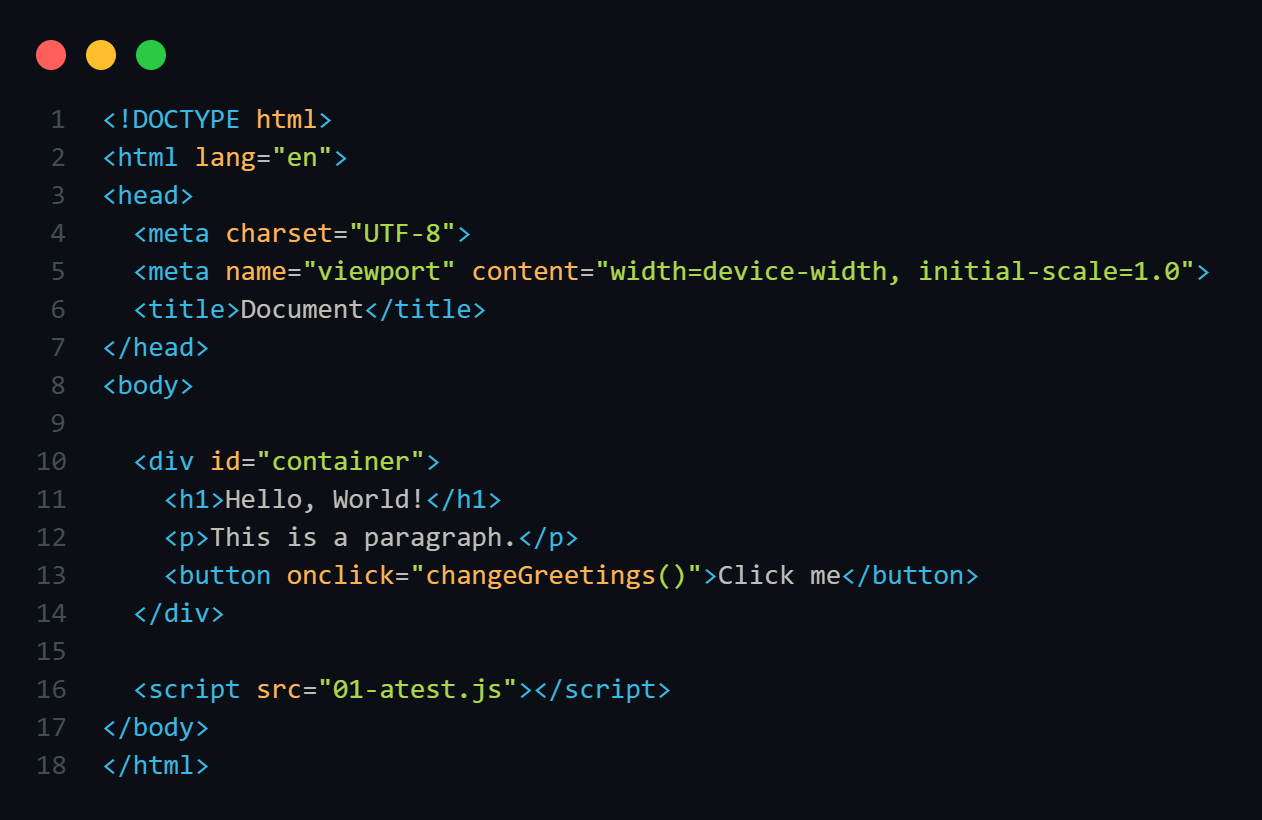 1 <!DOCTYPE html>
2 <html lang="en">
3 <head>
4   <meta charset="UTF-8">
5   <meta name="viewport" content="width=device-width, initial-scale=1.0">
6   <title>Document</title>
7 </head>
8 <body>
9
10   <div id="container">
11     <h1>Hello, World!</h1>
12     <p>This is a paragraph.</p>
13     <button onclick="changeGreetings()">Click me</button>
14   </div>
15
16   <script src="01-atest.js"></script>
17 </body>
18 </html>